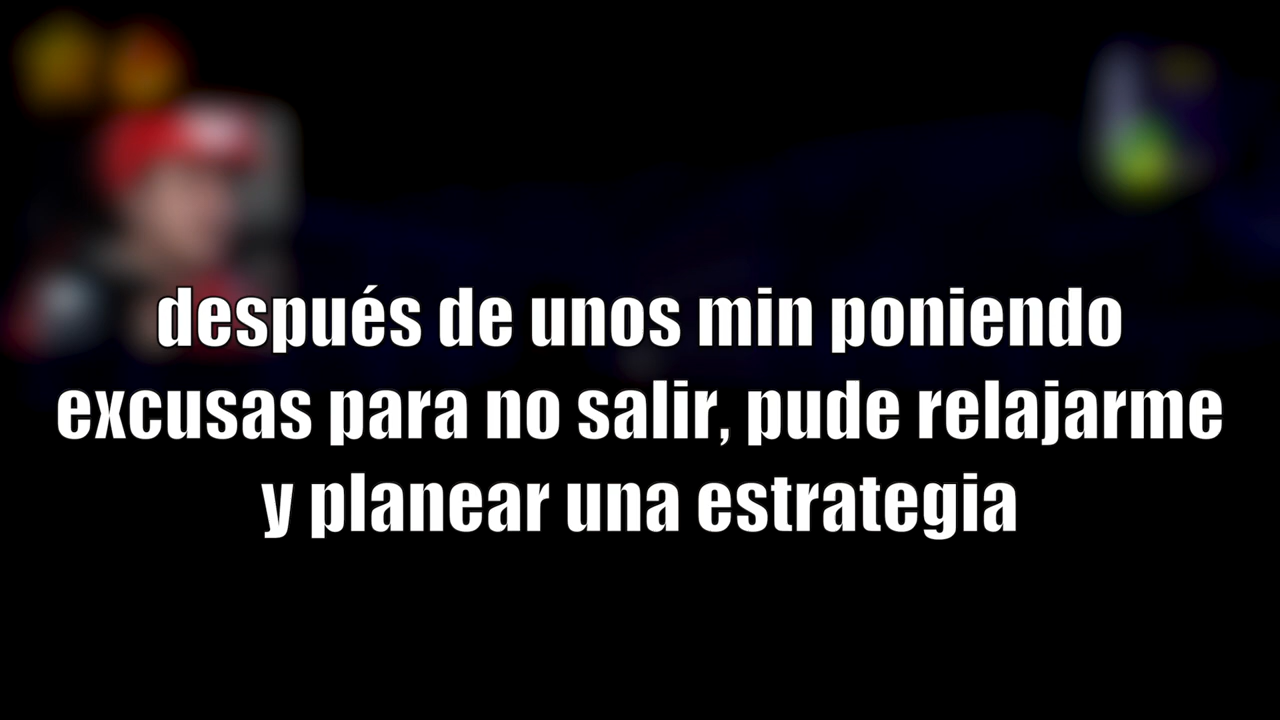 después de unos min poniendo
excusas para no salir, pude relajarme
y planear una estrategia